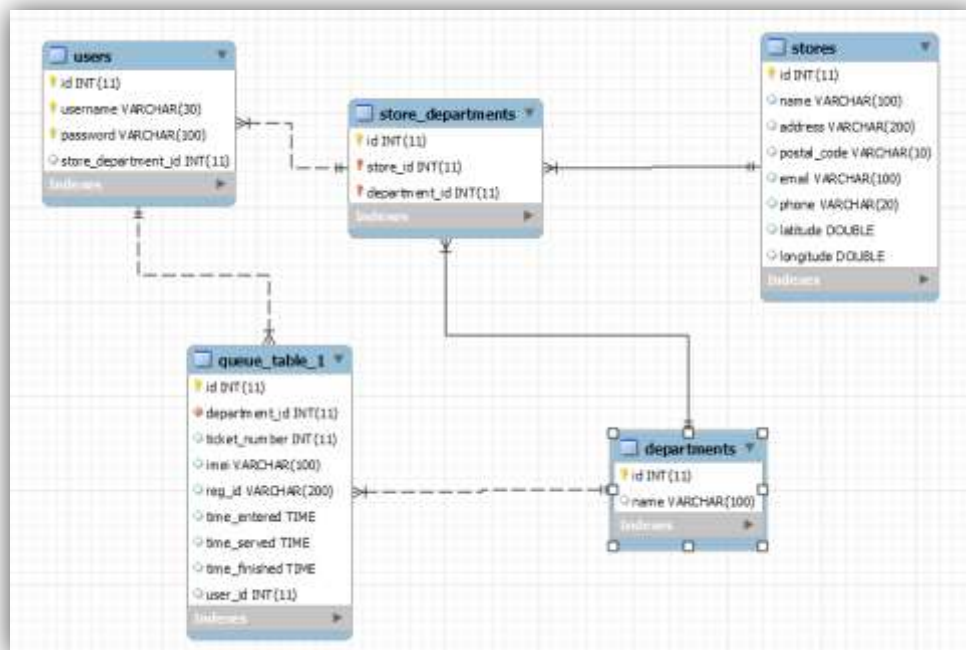 users
id INT(11)
username VARCHAR(30)
password VARCHAR(100)
store_department_id INT(11)
Indexes
store_departments
id INT(11)
store_id INT(11)
department_id INT(11)
Indexes
stores
id INT(11)
name VARCHAR(100)
address VARCHAR(200)
postal_code VARCHAR(10)
email VARCHAR(100)
phone VARCHAR(20)
latitude DOUBLE
longitude DOUBLE
Indexes
queue_table_1
id INT(11)
department_id INT(11)
ticket_number INT(11)
imei VARCHAR(100)
reg_id VARCHAR(200)
time_entered TIME
time_served TIME
time_finished TIME
user_id INT(11)
Indexes
departments
id INT(11)
name VARCHAR(100)
Indexes